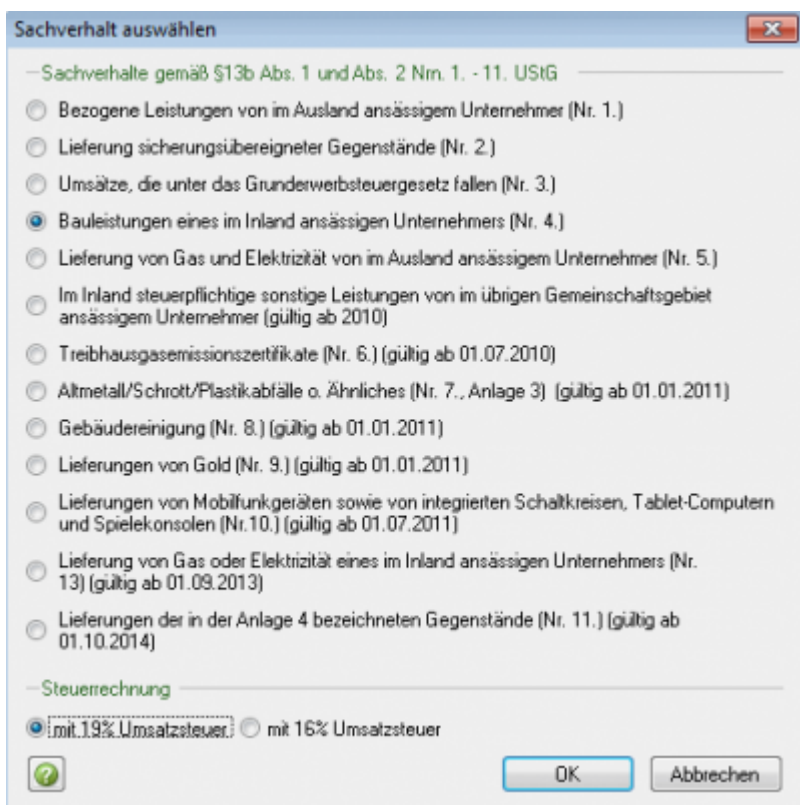 Sachverhalt auswählen
Sachverhalte gemäß §13b Abs. 1 und Abs. 2 Nrn. 1. - 11. UStG
Bezogene Leistungen von im Ausland ansässigem Unternehmer (Nr. 1.)
Lieferung sicherungsübereigneter Gegenstände (Nr. 2.)
Umsätze, die unter das Grunderwerbsteuergesetz fallen (Nr. 3.)
Bauleistungen eines im Inland ansässigen Unternehmers (Nr. 4.)
Lieferung von Gas und Elektrizität von im Ausland ansässigem Unternehmer (Nr. 5.)
Im Inland steuerpflichtige sonstige Leistungen von im übrigen Gemeinschaftsgebiet
ansässigem Unternehmer (gültig ab 2010)
Treibhausgasemissionszertifikate (Nr. 6.) (gültig ab 01.07.2010)
Altmetall/Schrott/Plastikabfälle o. Ähnliches (Nr. 7., Anlage 3) (gültig ab 01.01.2011)
Gebäudereinigung (Nr. 8.) (gültig ab 01.01.2011)
Lieferungen von Gold (Nr. 9.) (gültig ab 01.01.2011)
Lieferungen von Mobilfunkgeräten sowie von integrierten Schaltkreisen, Tablet-Computern
und Spielekonsolen (Nr.10.) (gültig ab 01.07.2011)
Lieferung von Gas oder Elektrizität eines im Inland ansässigen Unternehmers (Nr.
13) (gültig ab 01.09.2013)
Lieferungen der in der Anlage 4 bezeichneten Gegenstände (Nr. 11.) (gültig ab
01.10.2014)
Steuerrechnung
mit 19% Umsatzsteuer mit 16% Umsatzsteuer
? OK Abbrechen